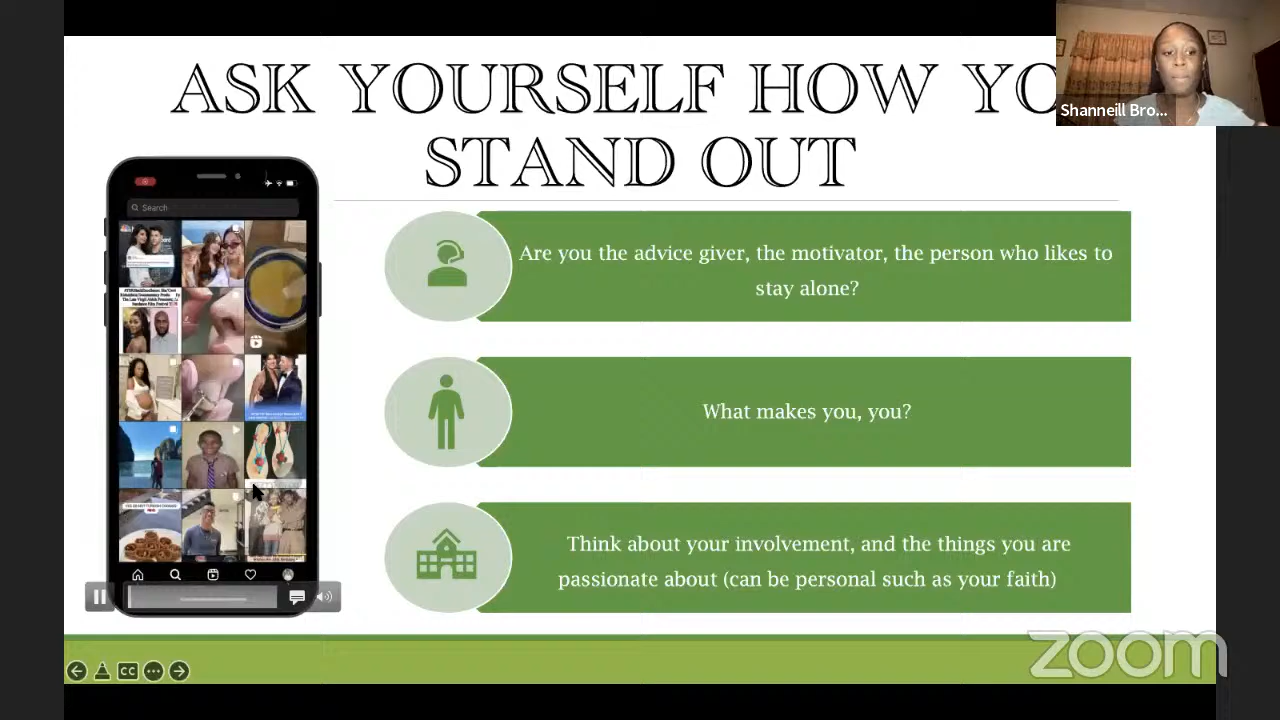 ASK YOURSELF HOW YO
STAND OUT
Shanneill Bro...
Search
Are you the advice giver, the motivator, the person who likes to
stay alone?
What makes you, you?
Think about your involvement, and the things you are
passionate about (can be personal such as your faith)
CC
zoom